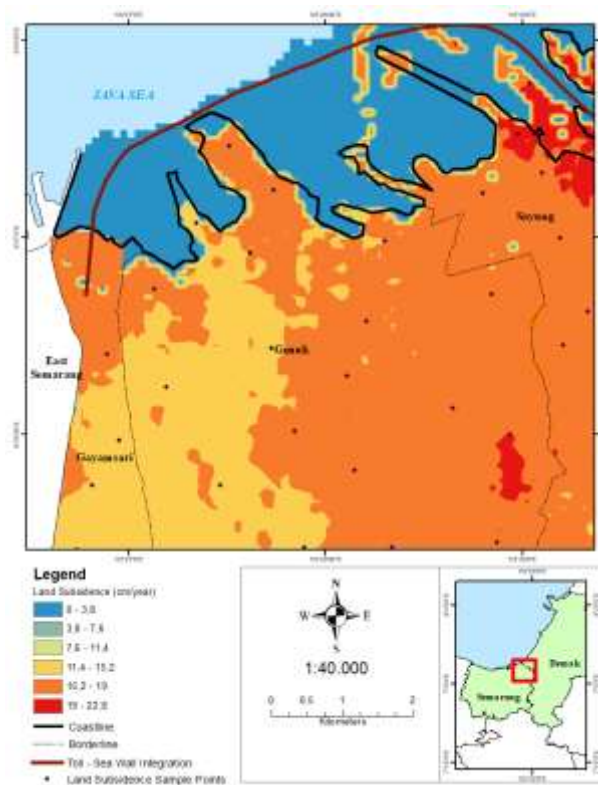 JAVA SEA
Sayung
Genuk
East
Semarang
Gayamsari
Legend
Land Subsidence (cm/year)
0 - 3,8
3,8 - 7,6
7,6 - 11,4
11,4 - 15,2
15,2 - 19
19 - 22,8
Coastline
Borderline
Toll - Sea Wall Integration
Land Subsidence Sample Points
N
W E
S
1:40.000
0 0.5 1 2
Kilometers
Demak
Semarang